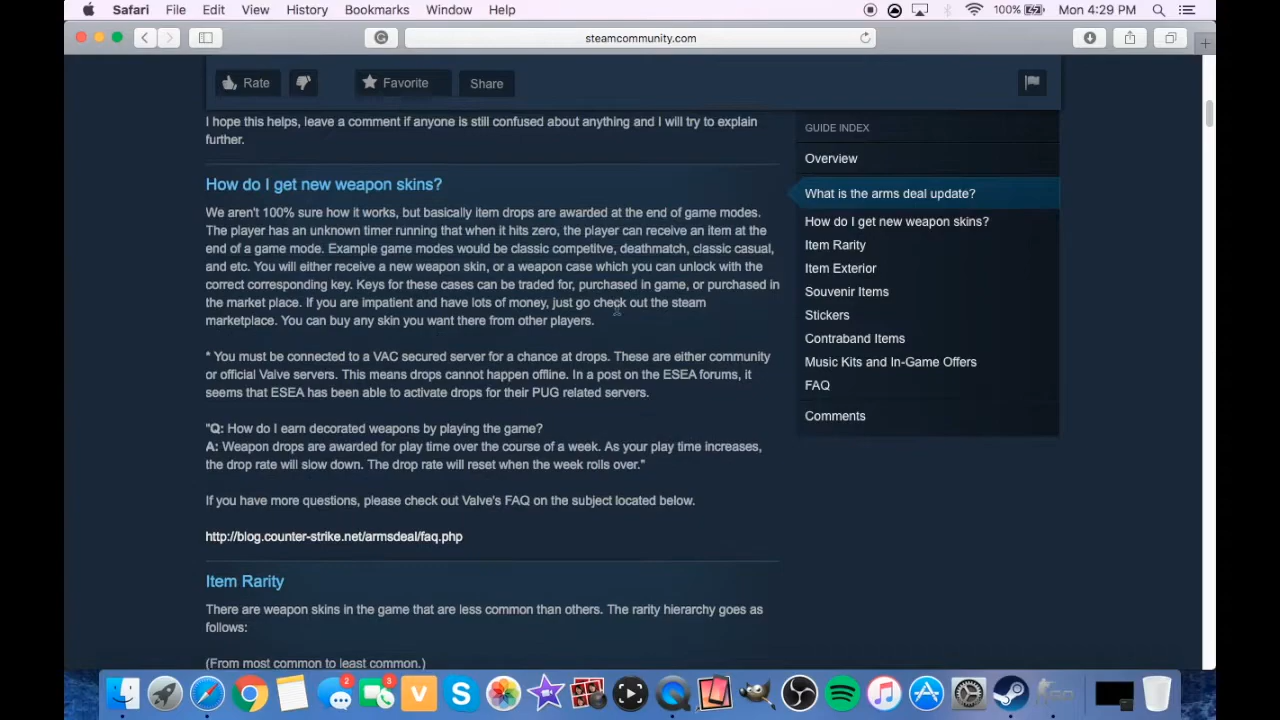 Safari File Edit View History Bookmarks Window Help 100% Mon 4:29 PM
steamcommunity.com
Rate Favorite Share
I hope this helps, leave a comment if anyone is still confused about anything and I will try to explain
further.
How do I get new weapon skins?
We aren't 100% sure how it works, but basically item drops are awarded at the end of game modes.
The player has an unknown timer running that when it hits zero, the player can receive an item at the
end of a game mode. Example game modes would be classic competitve, deathmatch, classic casual,
and etc. You will either receive a new weapon skin, or a weapon case which you can unlock with the
correct corresponding key. Keys for these cases can be traded for, purchased in game, or purchased in
the market place. If you are impatient and have lots of money, just go check out the steam
marketplace. You can buy any skin you want there from other players.
* You must be connected to a VAC secured server for a chance at drops. These are either community
or official Valve servers. This means drops cannot happen offline. In a post on the ESEA forums, it
seems that ESEA has been able to activate drops for their PUG related servers.
"Q: How do I earn decorated weapons by playing the game?
A: Weapon drops are awarded for play time over the course of a week. As your play time increases,
the drop rate will slow down. The drop rate will reset when the week rolls over."
If you have more questions, please check out Valve's FAQ on the subject located below.
http://blog.counter-strike.net/armsdeal/faq.php
Item Rarity
There are weapon skins in the game that are less common than others. The rarity hierarchy goes as
follows:
(From most common to least common.)
GUIDE INDEX
Overview
What is the arms deal update?
How do I get new weapon skins?
Item Rarity
Item Exterior
Souvenir Items
Stickers
Contraband Items
Music Kits and In-Game Offers
FAQ
Comments
2
3